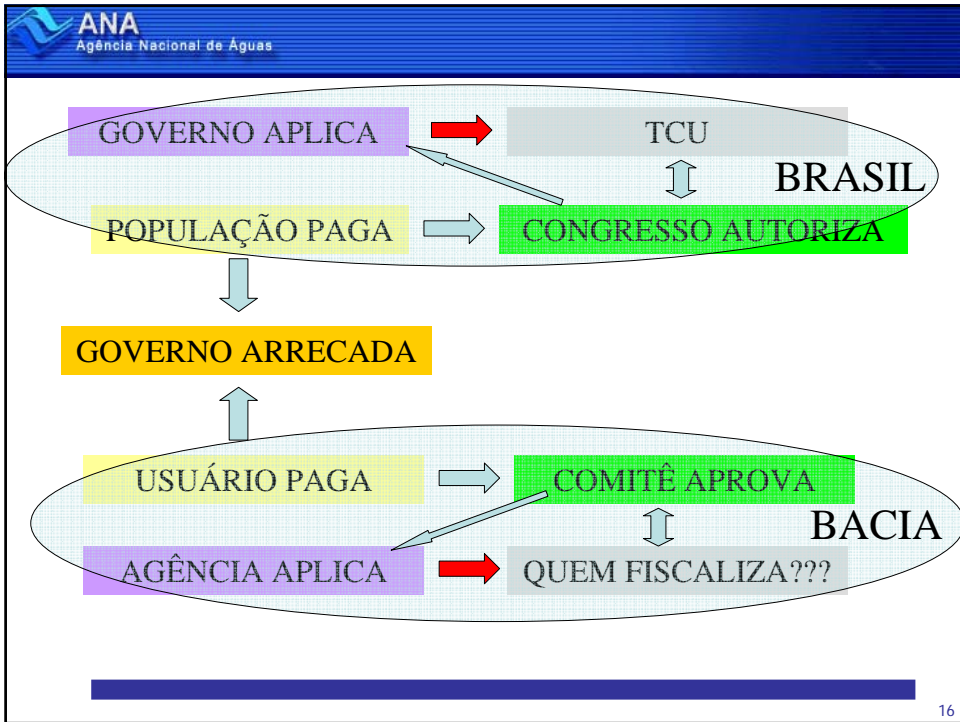 ANA
Agência Nacional de Águas
GOVERNO APLICA
TCU
BRASIL
POPULAÇÃO PAGA
CONGRESSO AUTORIZA
GOVERNO ARRECADA
USUÁRIO PAGA
COMITÊ APROVA
BACIA
AGÊNCIA APLICA
QUEM FISCALIZA???
16